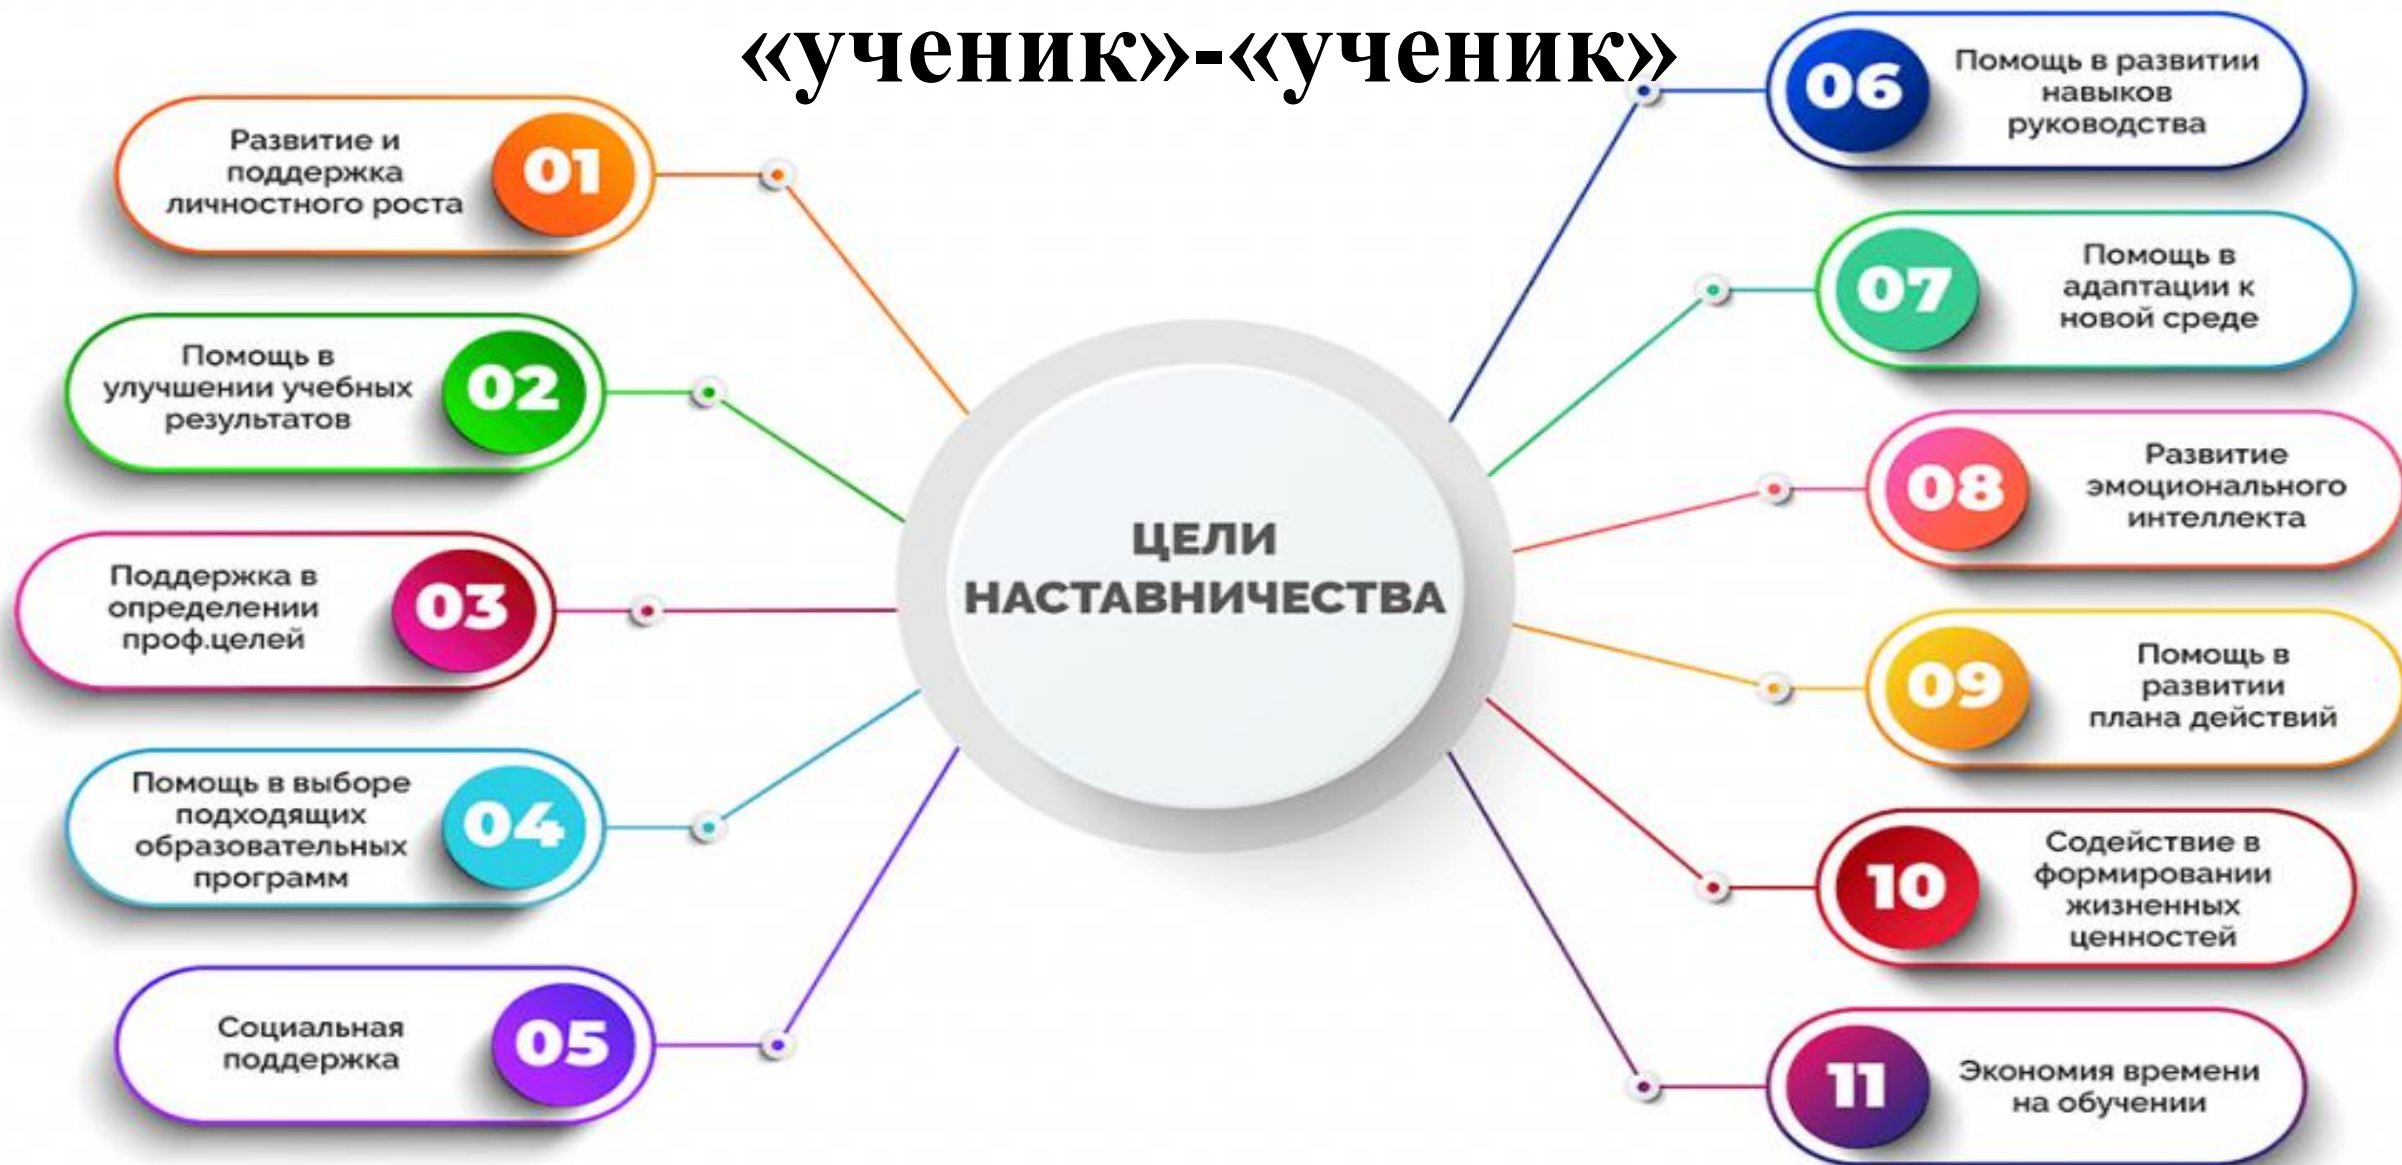 «ученик»-«ученик»
Развитие и
поддержка
личностного роста
01
Помощь в
улучшении учебных
результатов
02
Поддержка в
определении
проф.целей
03
Помощь в выборе
подходящих
образовательных
программ
04
Социальная
поддержка
05
ЦЕЛИ
НАСТАВНИЧЕСТВА
06
Помощь в развитии
навыков
руководства
07
Помощь в
адаптации к
новой среде
08
Развитие
эмоционального
интеллекта
09
Помощь в
развитии
плана действий
10
Содействие в
формировании
жизненных
ценностей
11
Экономия времени
на обучении